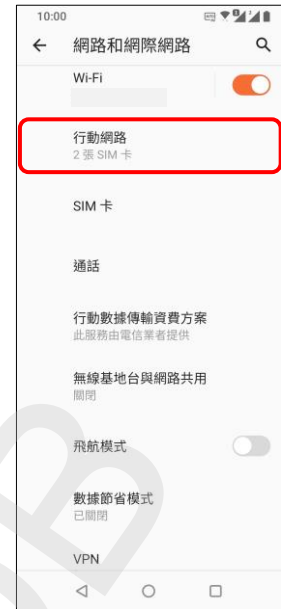 10:00
網路和網際網路
Wi-Fi
行動網路
2 張 SIM 卡
SIM 卡
通話
行動數據傳輸資費方案
此服務由電信業者提供
無線基地台與網路共用
關閉
飛航模式
數據節省模式
已關閉
VPN